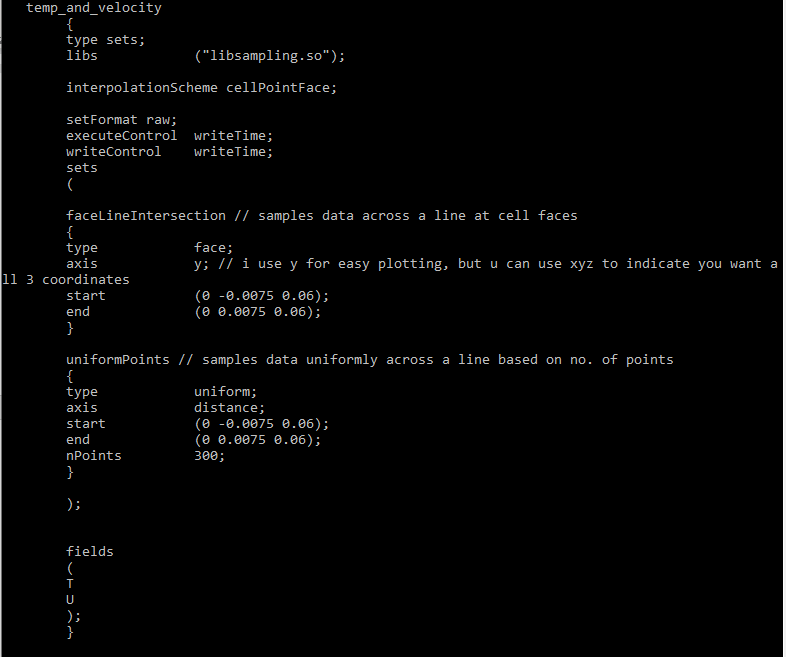 temp_and_velocity
{
type sets;
libs ("libsampling.so");
interpolationScheme cellPointFace;
setFormat raw;
executeControl writeTime;
writeControl writeTime;
sets
(
faceLineIntersection // samples data across a line at cell faces
{
type face;
axis y; // i use y for easy plotting, but u can use xyz to indicate you want a
ll 3 coordinates
start (0 -0.0075 0.06);
end (0 0.0075 0.06);
}
uniformPoints // samples data uniformly across a line based on no. of points
{
type uniform;
axis distance;
start (0 -0.0075 0.06);
end (0 0.0075 0.06);
nPoints 300;
}
);
fields
(
T
U
);
}